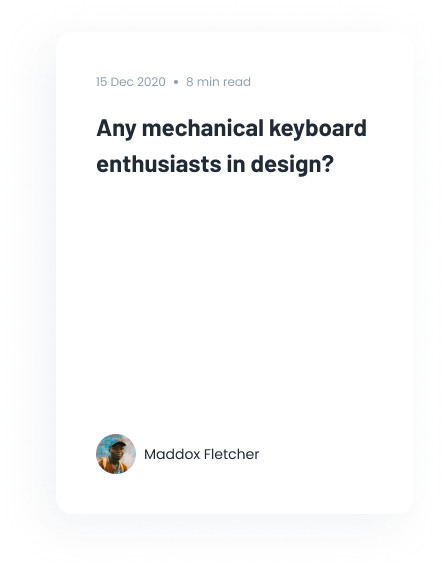 15 Dec 2020 • 8 min read
Any mechanical keyboard
enthusiasts in design?
Maddox Fletcher